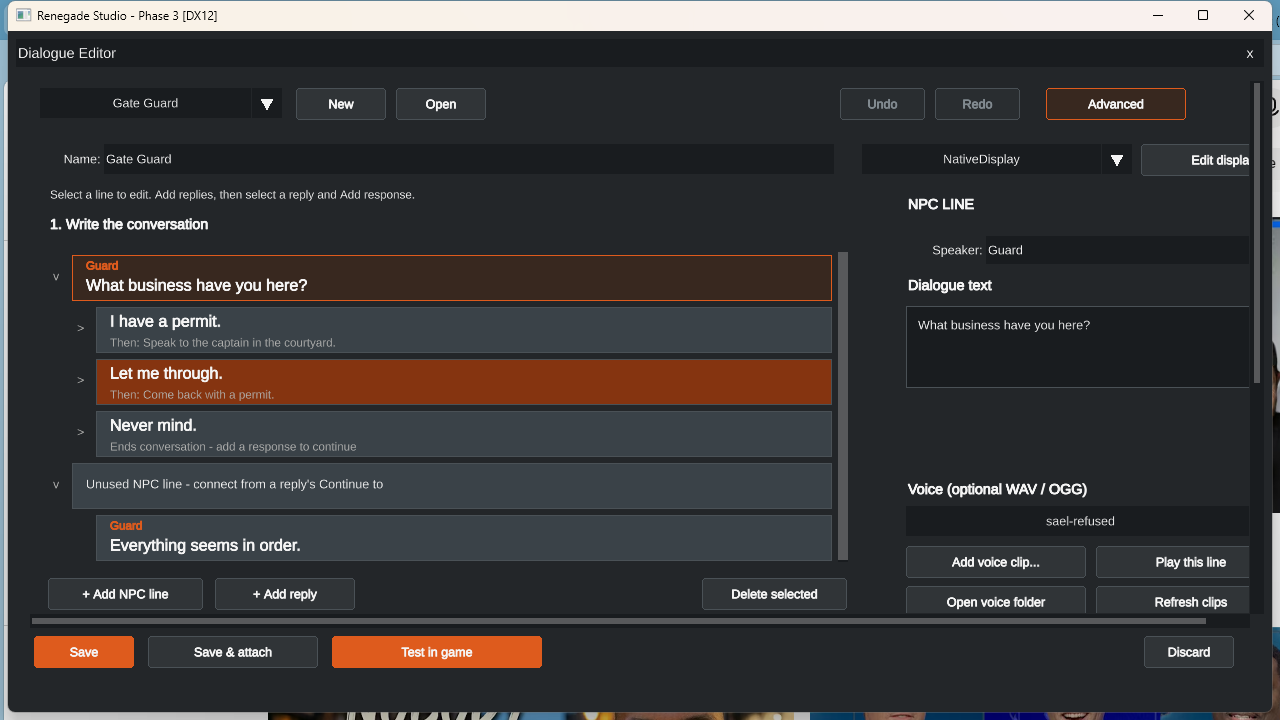 Renegade Studio - Phase 3 [DX12]
Dialogue Editor
x
Gate Guard
New
Open
Undo
Redo
Advanced
Name: Gate Guard
NativeDisplay
Edit displa
Select a line to edit. Add replies, then select a reply and Add response.
1. Write the conversation
NPC LINE
v
Guard
What business have you here?
Speaker: Guard
Dialogue text
What business have you here?
>
I have a permit.
Then: Speak to the captain in the courtyard.
>
Let me through.
Then: Come back with a permit.
>
Never mind.
Ends conversation - add a response to continue
v
Unused NPC line - connect from a reply's Continue to
Guard
Everything seems in order.
Voice (optional WAV / OGG)
sael-refused
Add voice clip...
Play this line
Open voice folder
Refresh clips
+ Add NPC line
+ Add reply
Delete selected
Save
Save & attach
Test in game
Discard